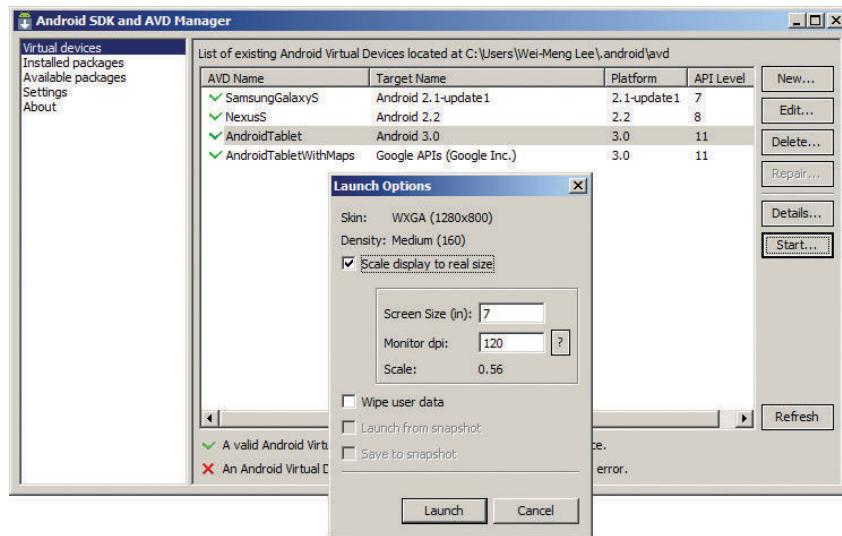 Android SDK and AVD Manager
Virtual devices
Installed packages
Available packages
Settings
About
List of existing Android Virtual Devices located at C:\Users\Wei-Meng Lee\.android\avd
AVD Name Target Name Platform API Level
SamsungGalaxyS Android 2.1-update1 2.1-update1 7
NexusS Android 2.2 2.2 8
AndroidTablet Android 3.0 3.0 11
AndroidTabletWithMaps Google APIs (Google Inc.) 3.0 11
New...
Edit...
Delete...
Repair...
Details...
Start...
Refresh
Launch Options
Skin: WXGA (1280x800)
Density: Medium (160)
Scale display to real size
Screen Size (in): 7
Monitor dpi: 120 ?
Scale: 0.56
Wipe user data
Launch from snapshot
Save to snapshot
Launch Cancel
A valid Android Virtu ce.
An Android Virtual D error.